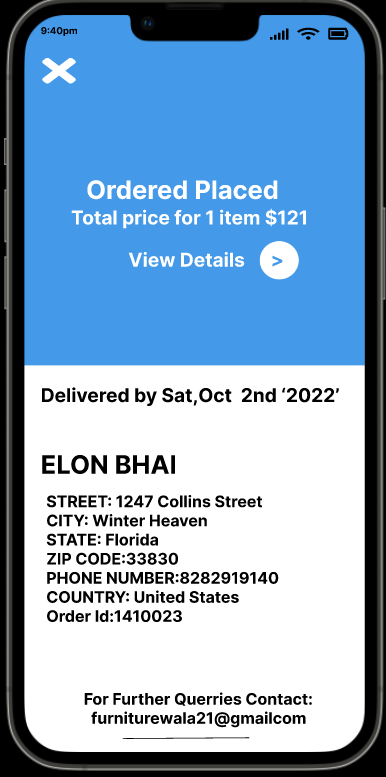 9:40pm
Ordered Placed
Total price for 1 item $121
View Details >
Delivered by Sat,Oct 2nd ‘2022’
ELON BHAI
STREET: 1247 Collins Street
CITY: Winter Heaven
STATE: Florida
ZIP CODE:33830
PHONE NUMBER:8282919140
COUNTRY: United States
Order Id:1410023
For Further Querries Contact:
furniturewala21@gmailcom